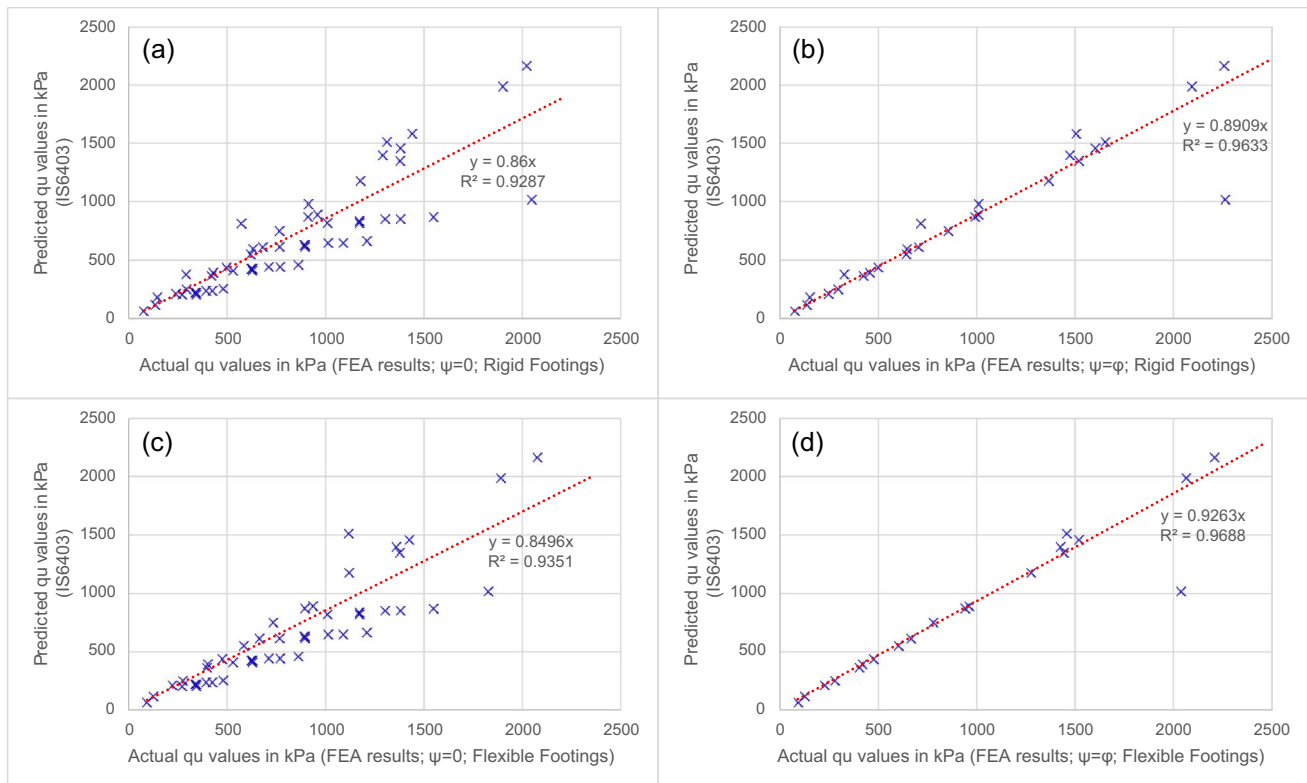 (a)
Predicted qu values in kPa
(IS6403)
2500
2000
1500
1000
500
0
y = 0.86x
R² = 0.9287
0 500 1000 1500 2000 2500
Actual qu values in kPa (FEA results; ψ=0; Rigid Footings)
(b)
Predicted qu values in kPa
(IS6403)
2500
2000
1500
1000
500
0
y = 0.8909x
R² = 0.9633
0 500 1000 1500 2000 2500
Actual qu values in kPa (FEA results; ψ=φ; Rigid Footings)
(c)
Predicted qu values in kPa
(IS6403)
2500
2000
1500
1000
500
0
y = 0.8496x
R² = 0.9351
0 500 1000 1500 2000 2500
Actual qu values in kPa (FEA results; ψ=0; Flexible Footings)
(d)
Predicted qu values in kPa
(IS6403)
2500
2000
1500
1000
500
0
y = 0.9263x
R² = 0.9688
0 500 1000 1500 2000 2500
Actual qu values in kPa (FEA results; ψ=φ; Flexible Footings)